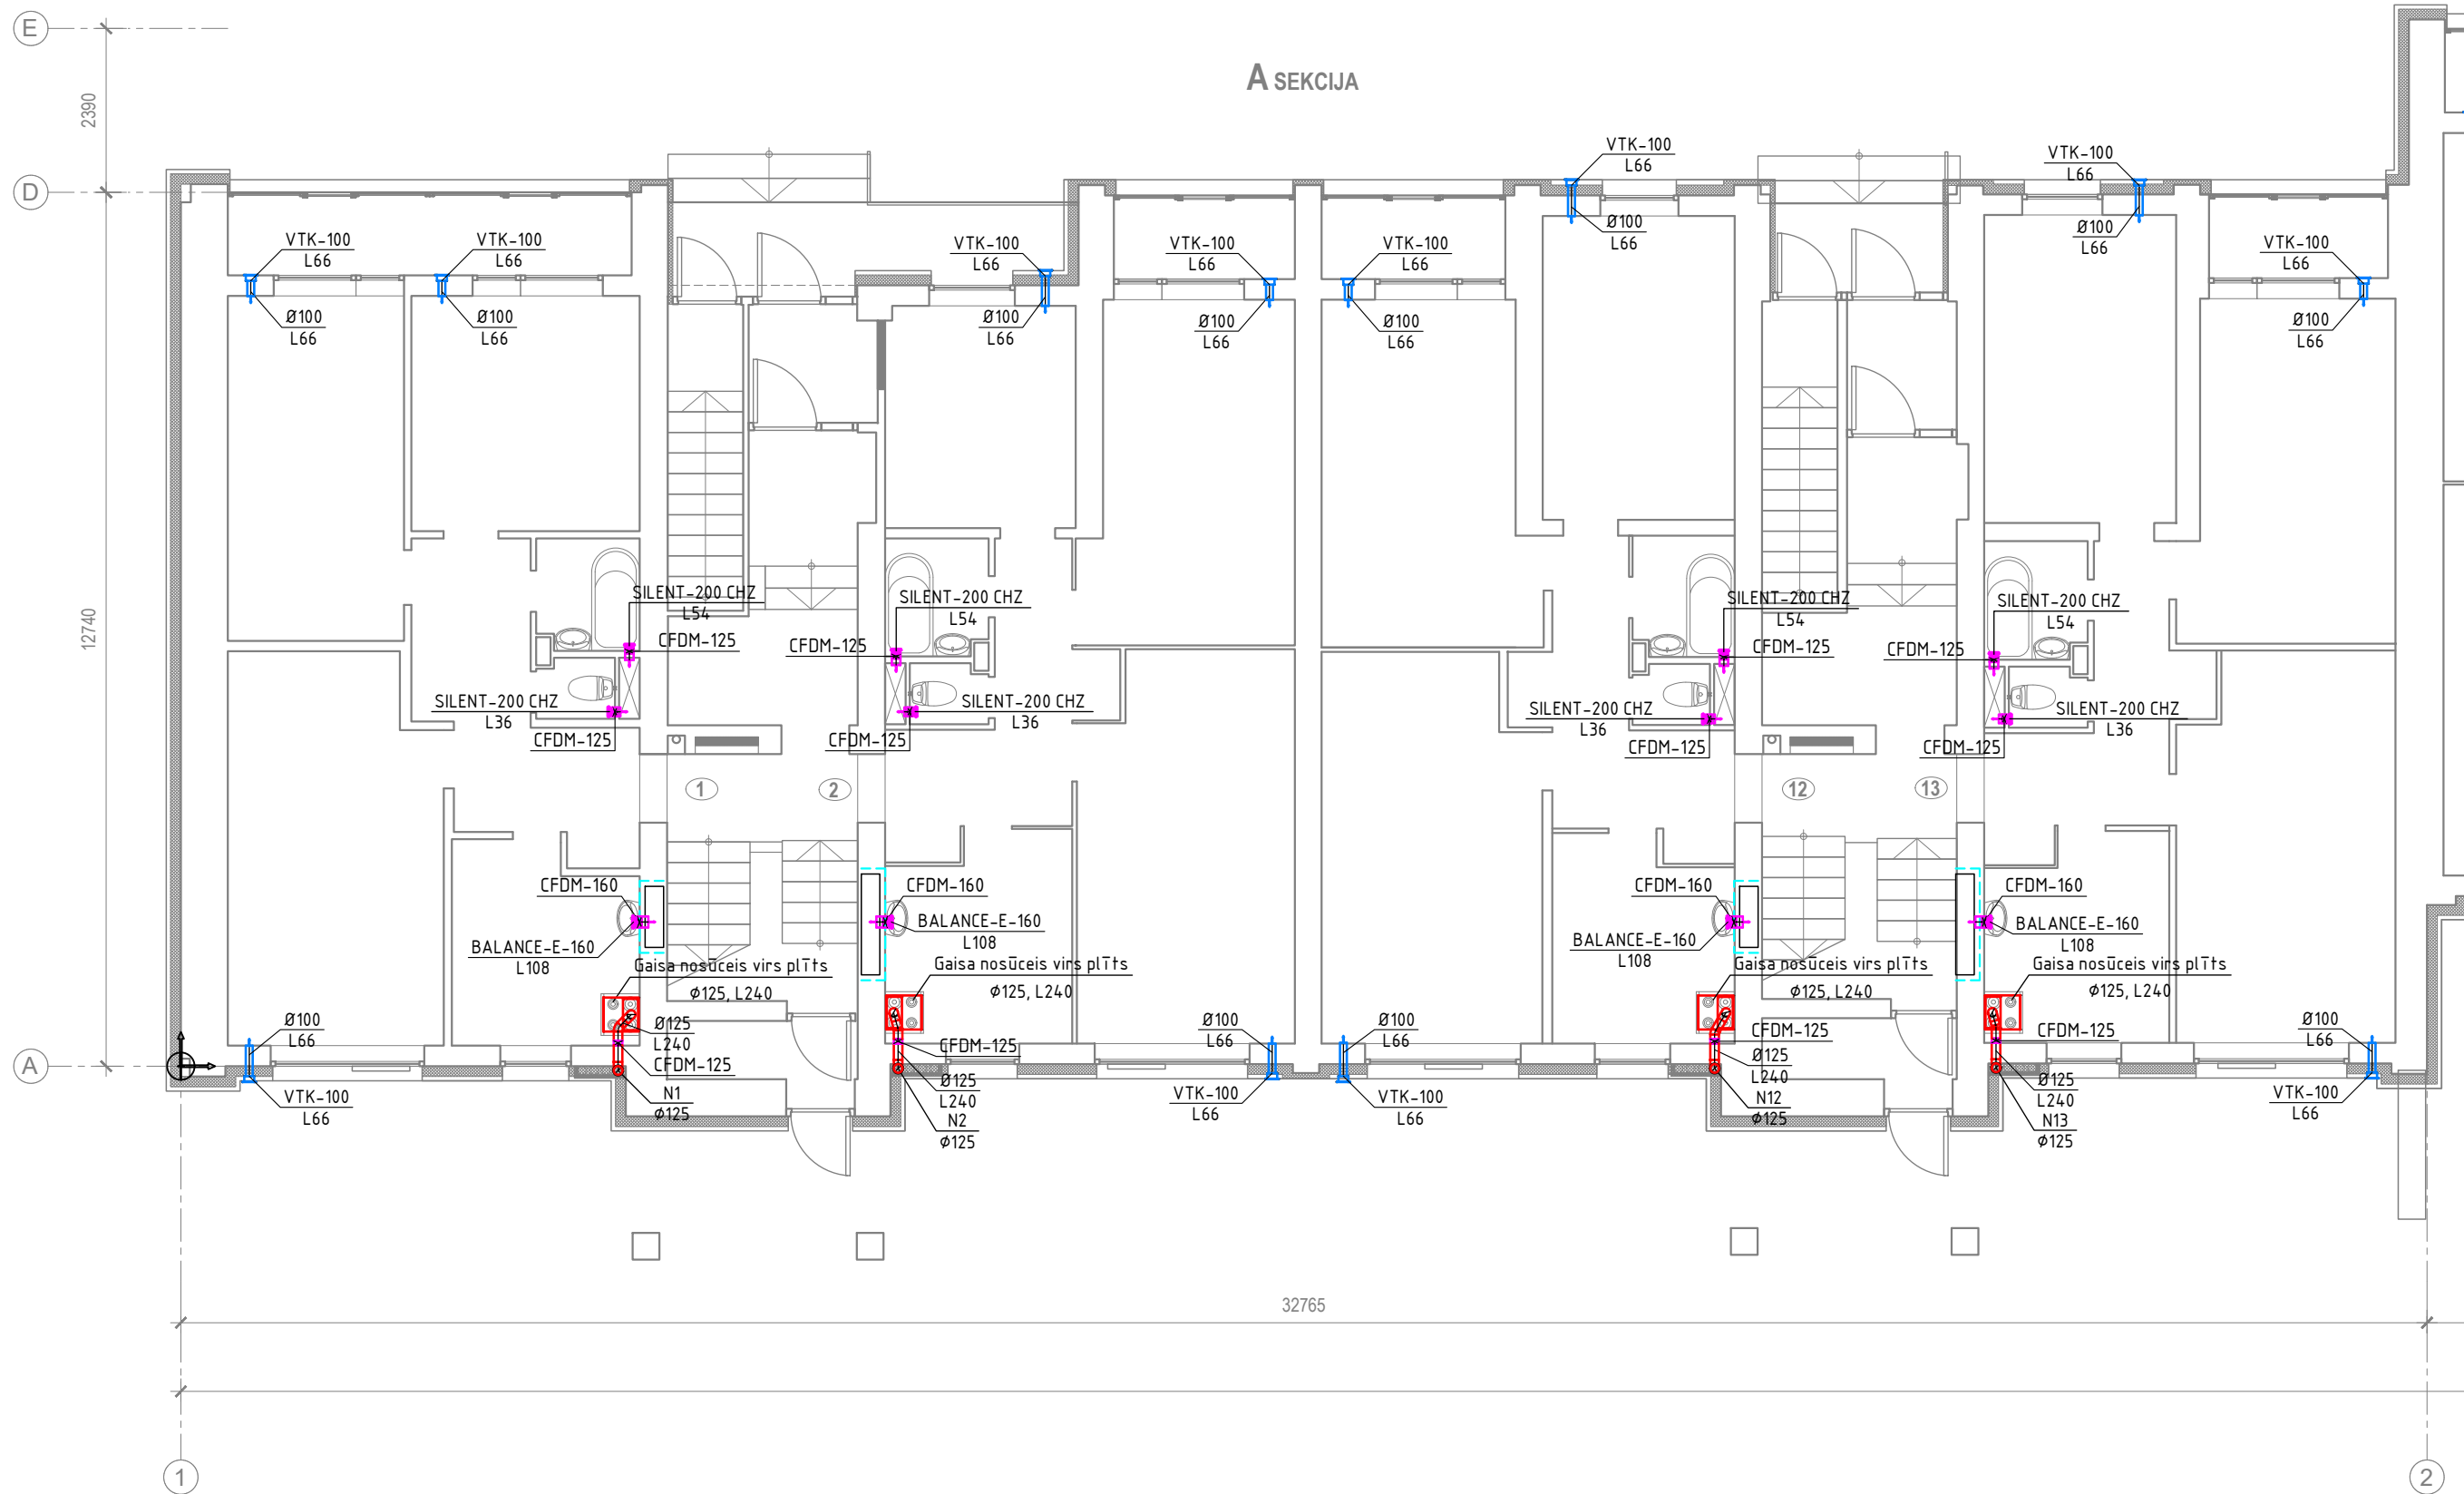 E
A SEKCIJA
2390
D
VTK-100
L66
VTK-100
L66
VTK-100
L66
VTK-100
L66
VTK-100
L66
VTK-100
L66
VTK-100
L66
VTK-100
L66
Ø100
L66
Ø100
L66
Ø100
L66
Ø100
L66
Ø100
L66
Ø100
L66
Ø100
L66
Ø100
L66
12740
SILENT-200 CHZ
L54
CFDM-125
SILENT-200 CHZ
L54
CFDM-125
SILENT-200 CHZ
L54
CFDM-125
SILENT-200 CHZ
L54
CFDM-125
SILENT-200 CHZ
L36
CFDM-125
SILENT-200 CHZ
L36
CFDM-125
SILENT-200 CHZ
L36
CFDM-125
SILENT-200 CHZ
L36
CFDM-125
1
2
12
13
CFDM-160
BALANCE-E-160
L108
CFDM-160
BALANCE-E-160
L108
CFDM-160
BALANCE-E-160
L108
CFDM-160
BALANCE-E-160
L108
Gaisa nosūceis virs plīts
ϕ125, L240
Gaisa nosūceis virs plīts
ϕ125, L240
Gaisa nosūceis virs plīts
ϕ125, L240
Gaisa nosūceis virs plīts
ϕ125, L240
A
Ø100
L66
VTK-100
L66
Ø125
L240
CFDM-125
N1
ϕ125
CFDM-125
Ø125
L240
N2
ϕ125
Ø100
L66
VTK-100
L66
Ø100
L66
VTK-100
L66
CFDM-125
Ø125
L240
N12
ϕ125
CFDM-125
Ø125
L240
N13
ϕ125
Ø100
L66
VTK-100
L66
32765
1
2